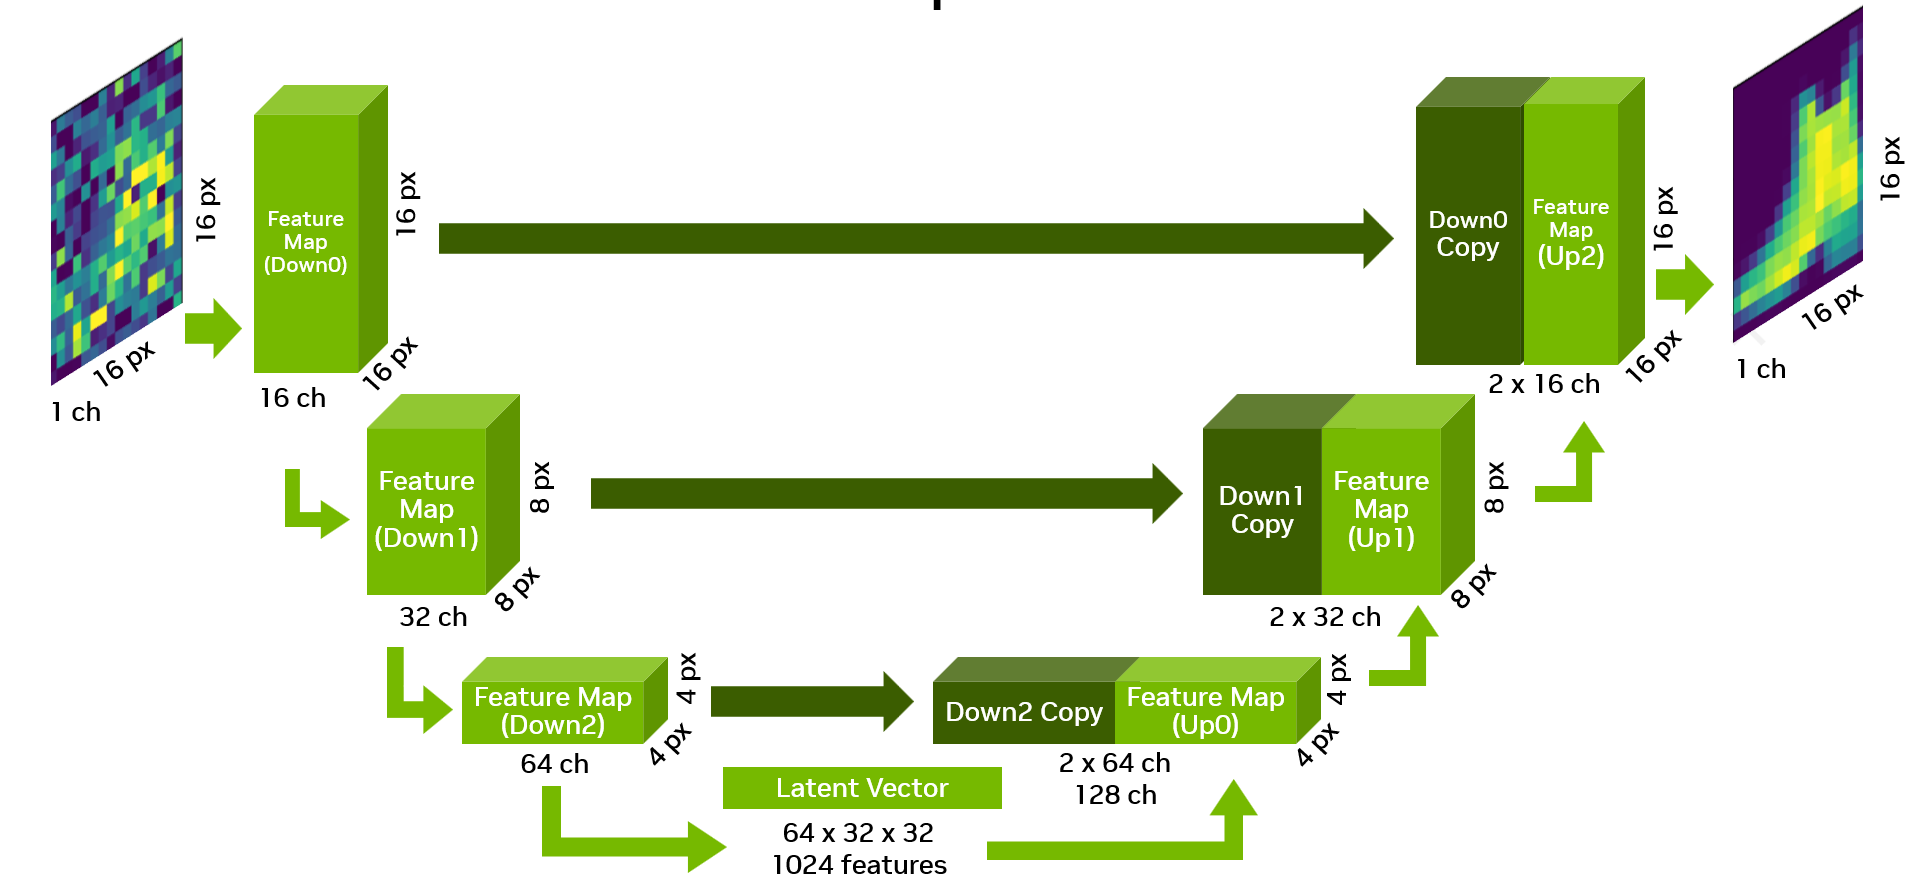 16 px
16 px
1 ch
Feature
Map
(Down0)
16 px
16 px
16 ch
Down0
Copy
Feature
Map
(Up2)
16 px
16 px
2 x 16 ch
16 px
16 px
1 ch
Feature
Map
(Down1)
8 px
8 px
32 ch
Down1
Copy
Feature
Map
(Up1)
8 px
8 px
2 x 32 ch
Feature Map
(Down2)
4 px
4 px
64 ch
Down2 Copy
Feature Map
(Up0)
4 px
4 px
2 x 64 ch
128 ch
Latent Vector
64 x 32 x 32
1024 features